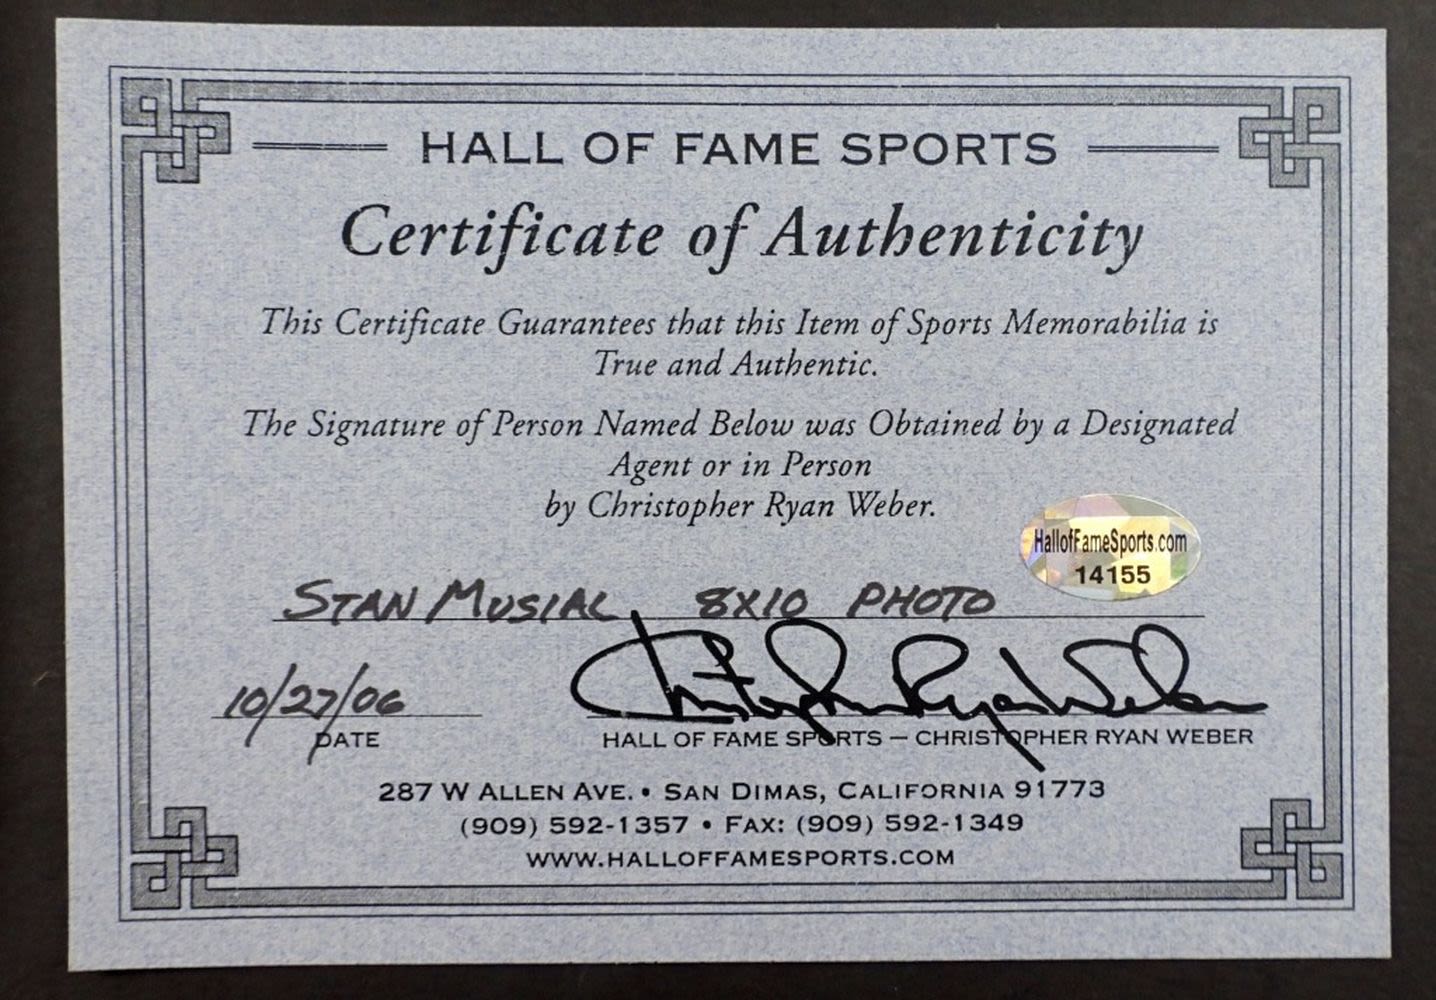 HALL OF FAME SPORTS
Certificate of Authenticity
This Certificate Guarantees that this Item of Sports Memorabilia is
True and Authentic.
The Signature of Person Named Below was Obtained by a Designated
Agent or in Person
by Christopher Ryan Weber.
HallofFameSports.com
14155
STAN MUSIAL 8X10 PHOTO
10/27/06
Christopher Ryan Weber
DATE
HALL OF FAME SPORTS — CHRISTOPHER RYAN WEBER
287 W ALLEN AVE. • SAN DIMAS, CALIFORNIA 91773
(909) 592-1357 • FAX: (909) 592-1349
WWW.HALLOFFAMESPORTS.COM